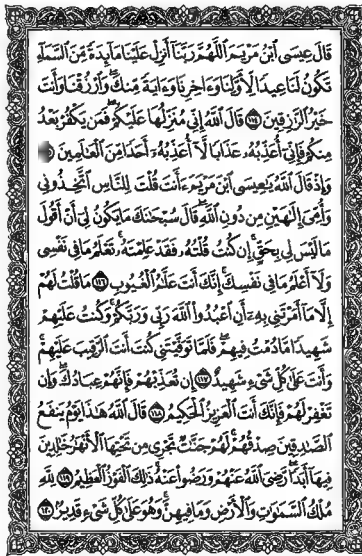 قَالَ عِيسَى ٱبْنُ مَرْيَمَ ٱللَّهُمَّ رَبَّنَآ أَنزِلْ عَلَيْنَا مَآئِدَةً مِّنَ ٱلسَّمَآءِ
تَكُونُ لَنَا عِيدًا لِّأَوَّلِنَا وَءَاخِرِنَا وَءَايَةً مِّنكَ ۖ وَٱرْزُقْنَا وَأَنتَ
خَيْرُ ٱلرَّٰزِقِينَ ١١٤ قَالَ ٱللَّهُ إِنِّى مُنَزِّلُهَا عَلَيْكُمْ ۖ فَمَن يَكْفُرْ بَعْدُ
مِنكُمْ فَإِنِّىٓ أُعَذِّبُهُۥ عَذَابًا لَّآ أُعَذِّبُهُۥٓ أَحَدًا مِّنَ ٱلْعَٰلَمِينَ
وَإِذْ قَالَ ٱللَّهُ يَٰعِيسَى ٱبْنَ مَرْيَمَ ءَأَنتَ قُلْتَ لِلنَّاسِ ٱتَّخِذُونِى
وَأُمِّىَ إِلَٰهَيْنِ مِن دُونِ ٱللَّهِ ۖ قَالَ سُبْحَٰنَكَ مَا يَكُونُ لِىٓ أَنْ أَقُولَ
مَا لَيْسَ لِى بِحَقٍّ ۚ إِن كُنتُ قُلْتُهُۥ فَقَدْ عَلِمْتَهُۥ ۚ تَعْلَمُ مَا فِى نَفْسِى
وَلَآ أَعْلَمُ مَا فِى نَفْسِكَ ۚ إِنَّكَ أَنتَ عَلَّٰمُ ٱلْغُيُوبِ ١١٦ مَا قُلْتُ لَهُمْ
إِلَّا مَآ أَمَرْتَنِى بِهِۦٓ أَنِ ٱعْبُدُوا۟ ٱللَّهَ رَبِّى وَرَبَّكُمْ ۚ وَكُنتُ عَلَيْهِمْ
شَهِيدًا مَّا دُمْتُ فِيهِمْ ۖ فَلَمَّا تَوَفَّيْتَنِى كُنتَ أَنتَ ٱلرَّقِيبَ عَلَيْهِمْ ۚ
وَأَنتَ عَلَىٰ كُلِّ شَىْءٍ شَهِيدٌ ١١٧ إِن تُعَذِّبْهُمْ فَإِنَّهُمْ عِبَادُكَ ۖ وَإِن
تَغْفِرْ لَهُمْ فَإِنَّكَ أَنتَ ٱلْعَزِيزُ ٱلْحَكِيمُ ١١٨ قَالَ ٱللَّهُ هَٰذَا يَوْمُ يَنفَعُ
ٱلصَّٰدِقِينَ صِدْقُهُمْ ۚ لَهُمْ جَنَّٰتٌ تَجْرِى مِن تَحْتِهَا ٱلْأَنْهَٰرُ خَٰلِدِينَ
فِيهَآ أَبَدًا ۚ رَّضِىَ ٱللَّهُ عَنْهُمْ وَرَضُوا۟ عَنْهُ ۚ ذَٰلِكَ ٱلْفَوْزُ ٱلْعَظِيمُ ١١٩ لِلَّهِ
مُلْكُ ٱلسَّمَٰوَٰتِ وَٱلْأَرْضِ وَمَا فِيهِنَّ ۚ وَهُوَ عَلَىٰ كُلِّ شَىْءٍ قَدِيرٌۢ ١٢٠